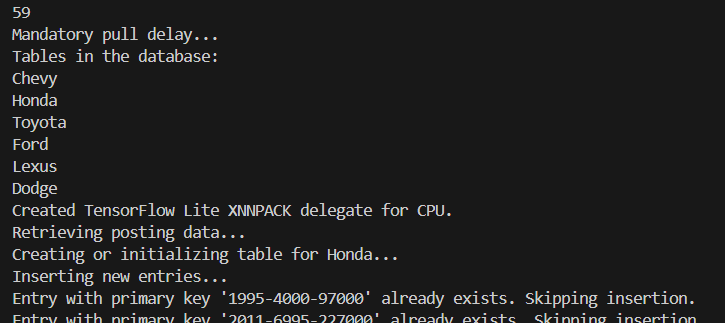 59
Mandatory pull delay...
Tables in the database:
Chevy
Honda
Toyota
Ford
Lexus
Dodge
Created TensorFlow Lite XNNPACK delegate for CPU.
Retrieving posting data...
Creating or initializing table for Honda...
Inserting new entries...
Entry with primary key '1995-4000-97000' already exists. Skipping insertion.
Entry with primary key '2011-6995-227000' already exists. Skipping insertion